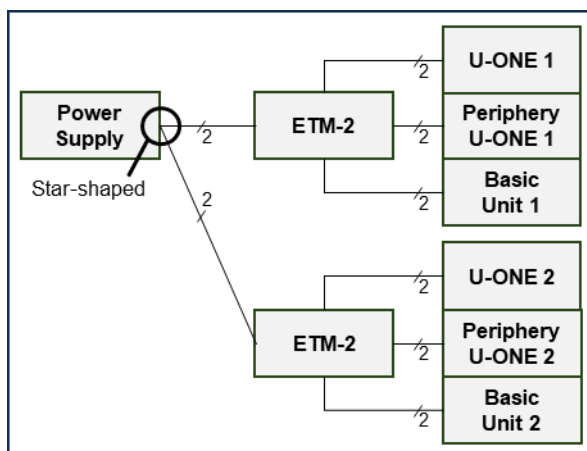 U-ONE 1
2
Power
Supply
2
ETM-2
2
Periphery
U-ONE 1
Star-shaped
2
Basic
Unit 1
2
U-ONE 2
2
ETM-2
2
Periphery
U-ONE 2
Basic
Unit 2
2